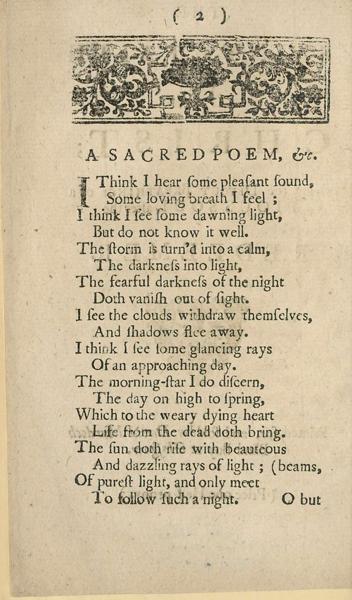 ( 2 )
A SACRED POEM, &c.
I Think I hear ſome pleaſant ſound,
Some loving breath I feel ;
I think I ſee ſome dawning light,
But do not know it well.
The ſtorm is turn'd into a calm,
The darkneſs into light,
The fearful darkneſs of the night
Doth vaniſh out of ſight.
I ſee the clouds withdraw themſelves,
And ſhadows flee away.
I think I ſee ſome glancing rays
Of an approaching day.
The morning-ſtar I do diſcern,
The day on high to ſpring,
Which to the weary dying heart
Life from the dead doth bring.
The ſun doth riſe with beauteous
And dazzling rays of light ; (beams,
Of pureſt light, and only meet
To follow ſuch a night. O but